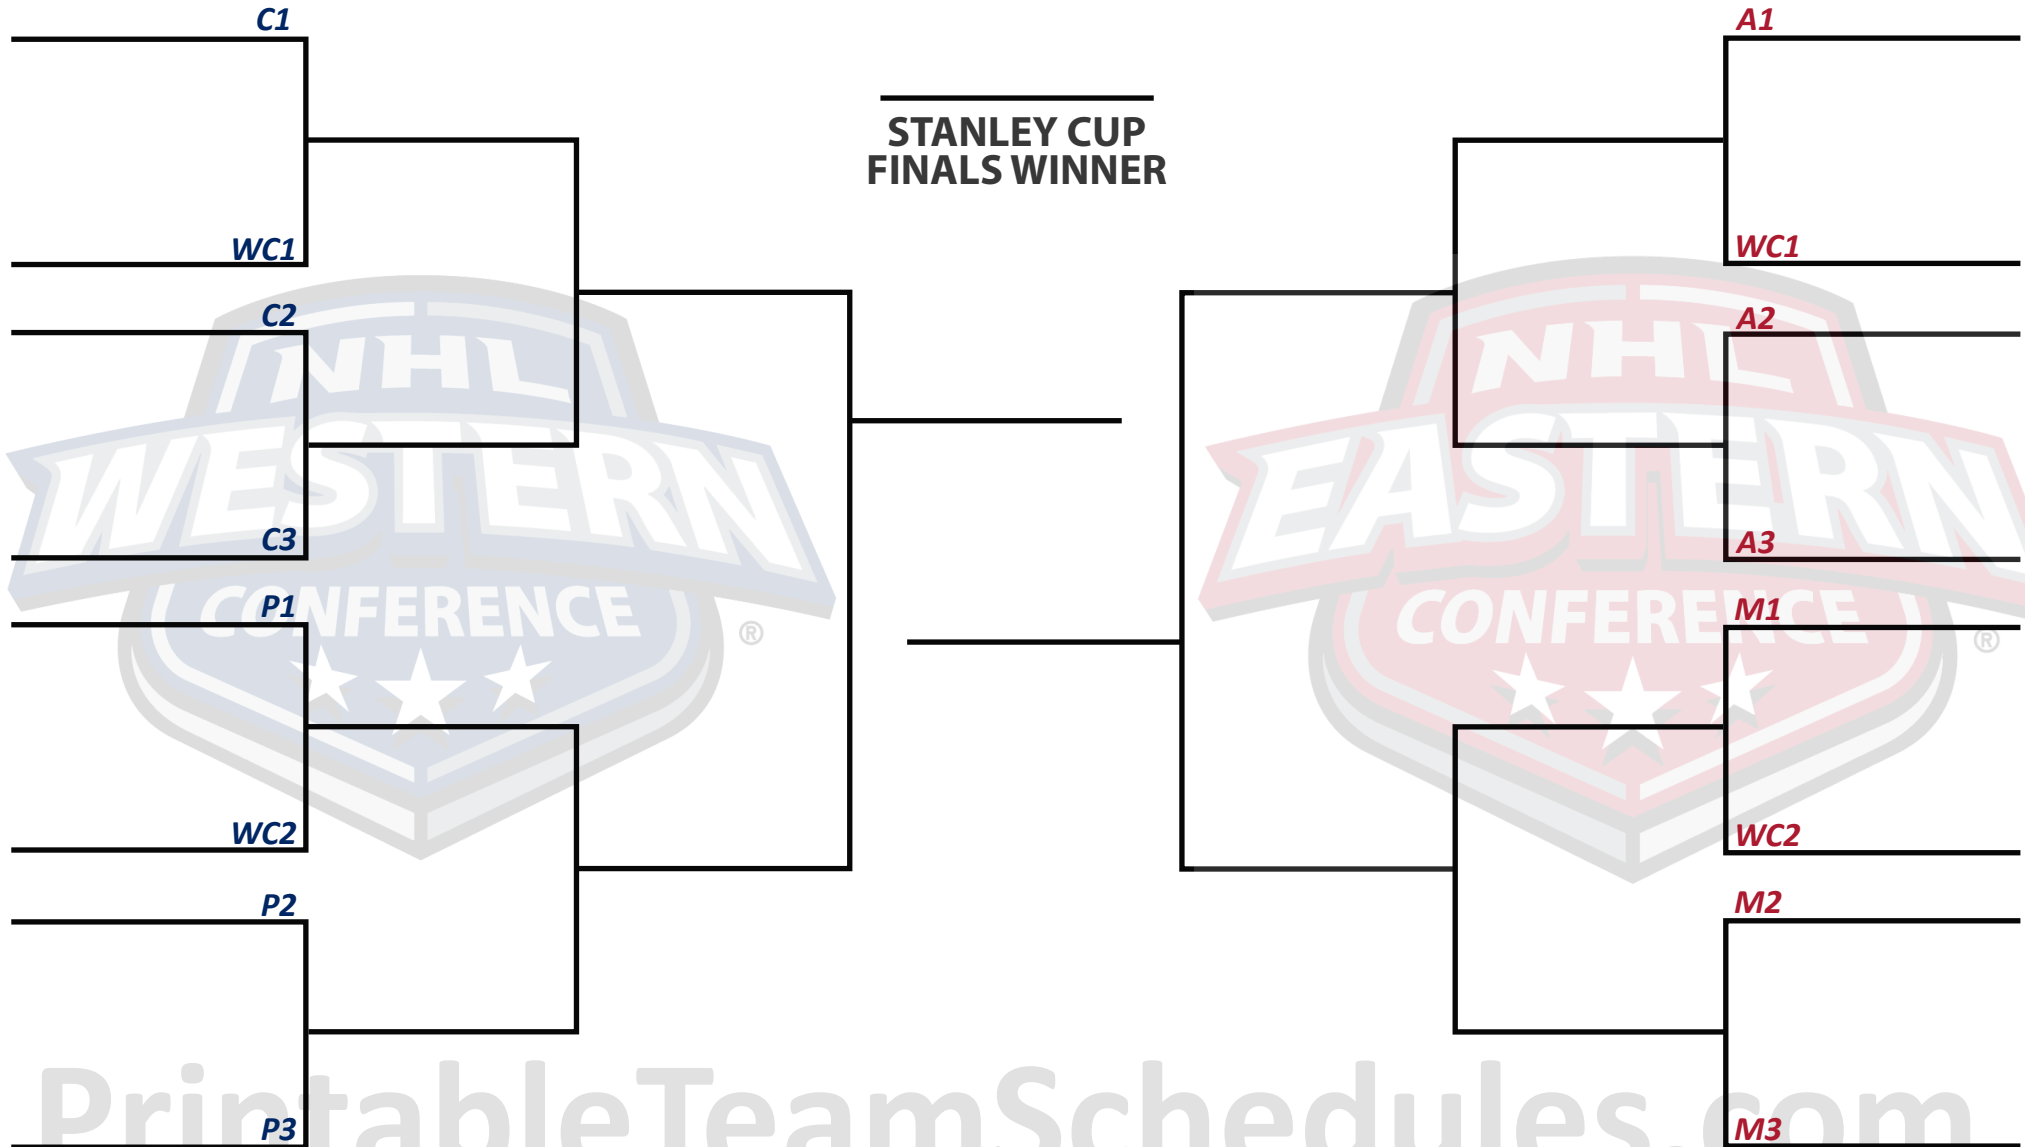 C1
WC1
C2
C3
P1
WC2
P2
P3
STANLEY CUP
FINALS WINNER
A1
WC1
A2
A3
M1
WC2
M2
M3
NHL
WESTERN
CONFERENCE
®
NHL
EASTERN
CONFERENCE
®
PrintableTeamSchedules.com